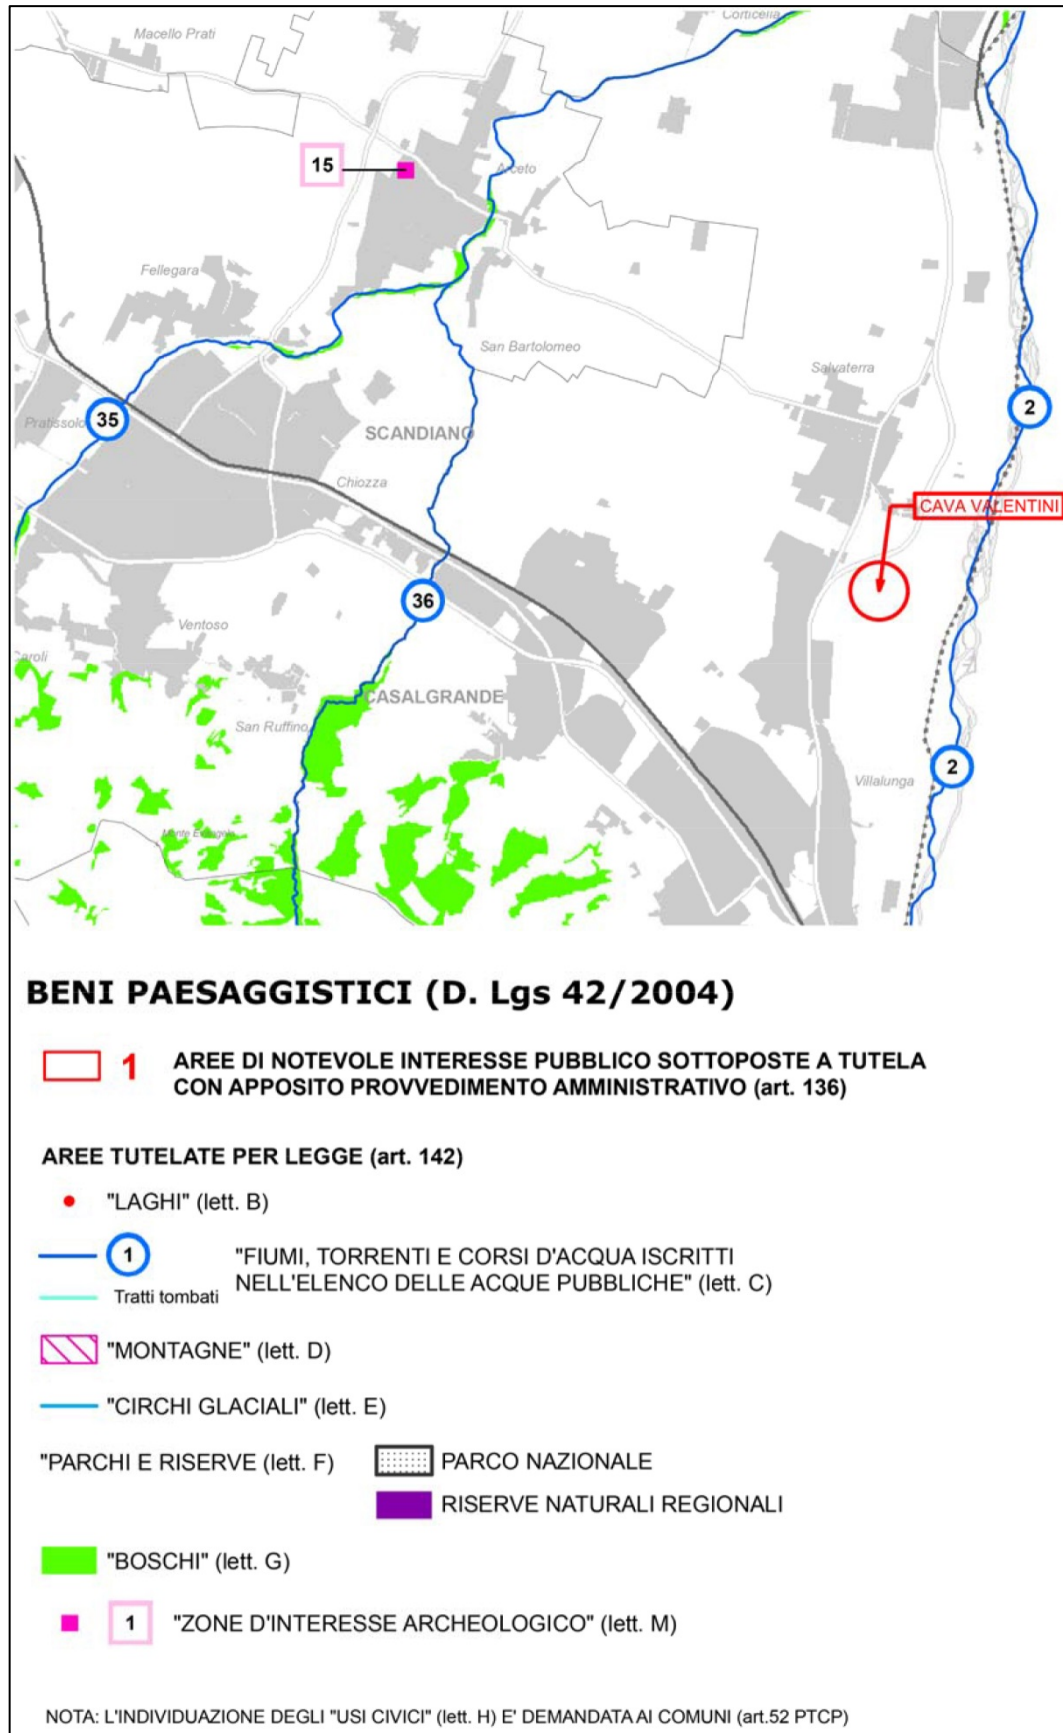 Corticella
Macello Prati
15
Arceto
Fellegara
San Bartolomeo
Salvaterra
2
35
Pratissolo
SCANDIANO
Chiozza
CAVA VALENTINI
36
Ventoso
Caroli
CASALGRANDE
San Ruffino
2
Villalunga
BENI PAESAGGISTICI (D. Lgs 42/2004)
1 AREE DI NOTEVOLE INTERESSE PUBBLICO SOTTOPOSTE A TUTELA
CON APPOSITO PROVVEDIMENTO AMMINISTRATIVO (art. 136)
AREE TUTELATE PER LEGGE (art. 142)
"LAGHI" (lett. B)
1 "FIUMI, TORRENTI E CORSI D'ACQUA ISCRITTI
NELL'ELENCO DELLE ACQUE PUBBLICHE" (lett. C)
Tratti tombati
"MONTAGNE" (lett. D)
"CIRCHI GLACIALI" (lett. E)
"PARCHI E RISERVE (lett. F) PARCO NAZIONALE
RISERVE NATURALI REGIONALI
"BOSCHI" (lett. G)
1 "ZONE D'INTERESSE ARCHEOLOGICO" (lett. M)
NOTA: L'INDIVIDUAZIONE DEGLI "USI CIVICI" (lett. H) E' DEMANDATA AI COMUNI (art.52 PTCP)